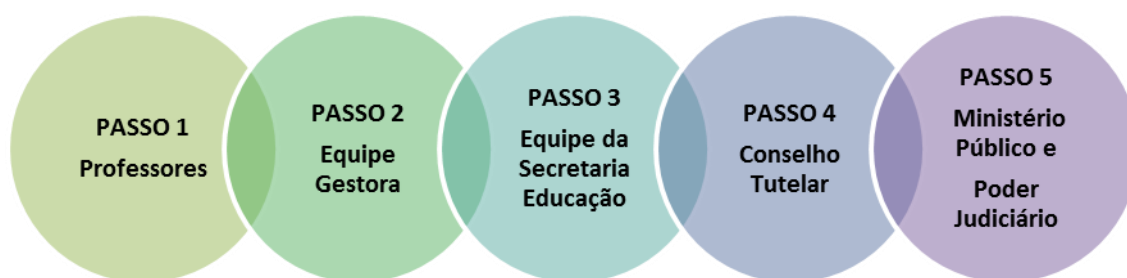 PASSO 1
Professores
PASSO 2
Equipe
Gestora
PASSO 3
Equipe da
Secretaria
Educação
PASSO 4
Conselho
Tutelar
PASSO 5
Ministério
Público e
Poder
Judiciário